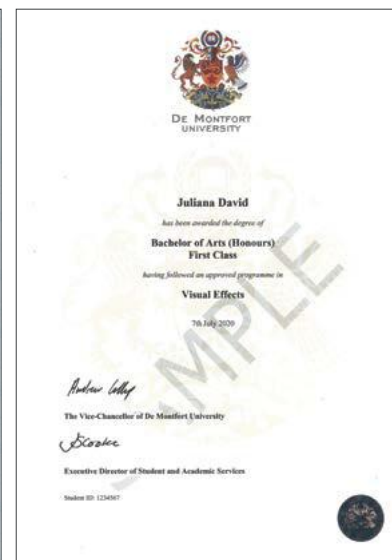 DE MONTFORT
UNIVERSITY
Juliana David
has been awarded the degree of
Bachelor of Arts (Honours)
First Class
having followed an approved programme in
Visual Effects
7th July 2020
SAMPLE
The Vice-Chancellor of De Montfort University
Executive Director of Student and Academic Services
Student ID: 1234567